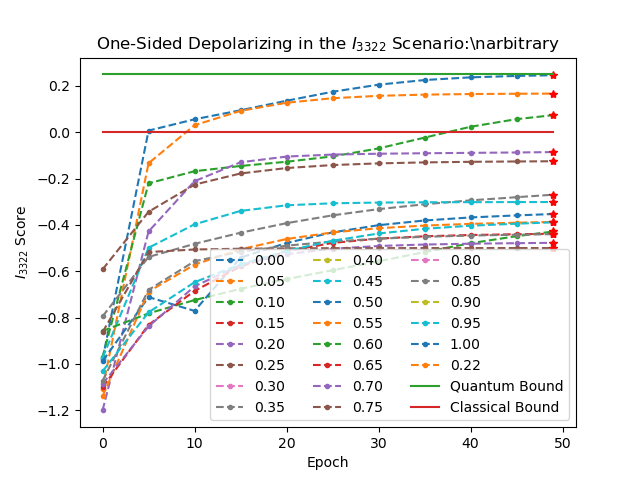 One-Sided Depolarizing in the I3322 Scenario:\narbitrary
I3322 Score
0.2
0.0
−0.2
−0.4
−0.6
−0.8
−1.0
−1.2
0.00 0.40 0.80
0.05 0.45 0.85
0.10 0.50 0.90
0.15 0.55 0.95
0.20 0.60 1.00
0.25 0.65 0.22
0.30 0.70 Quantum Bound
0.35 0.75 Classical Bound
0 10 20 30 40 50
Epoch